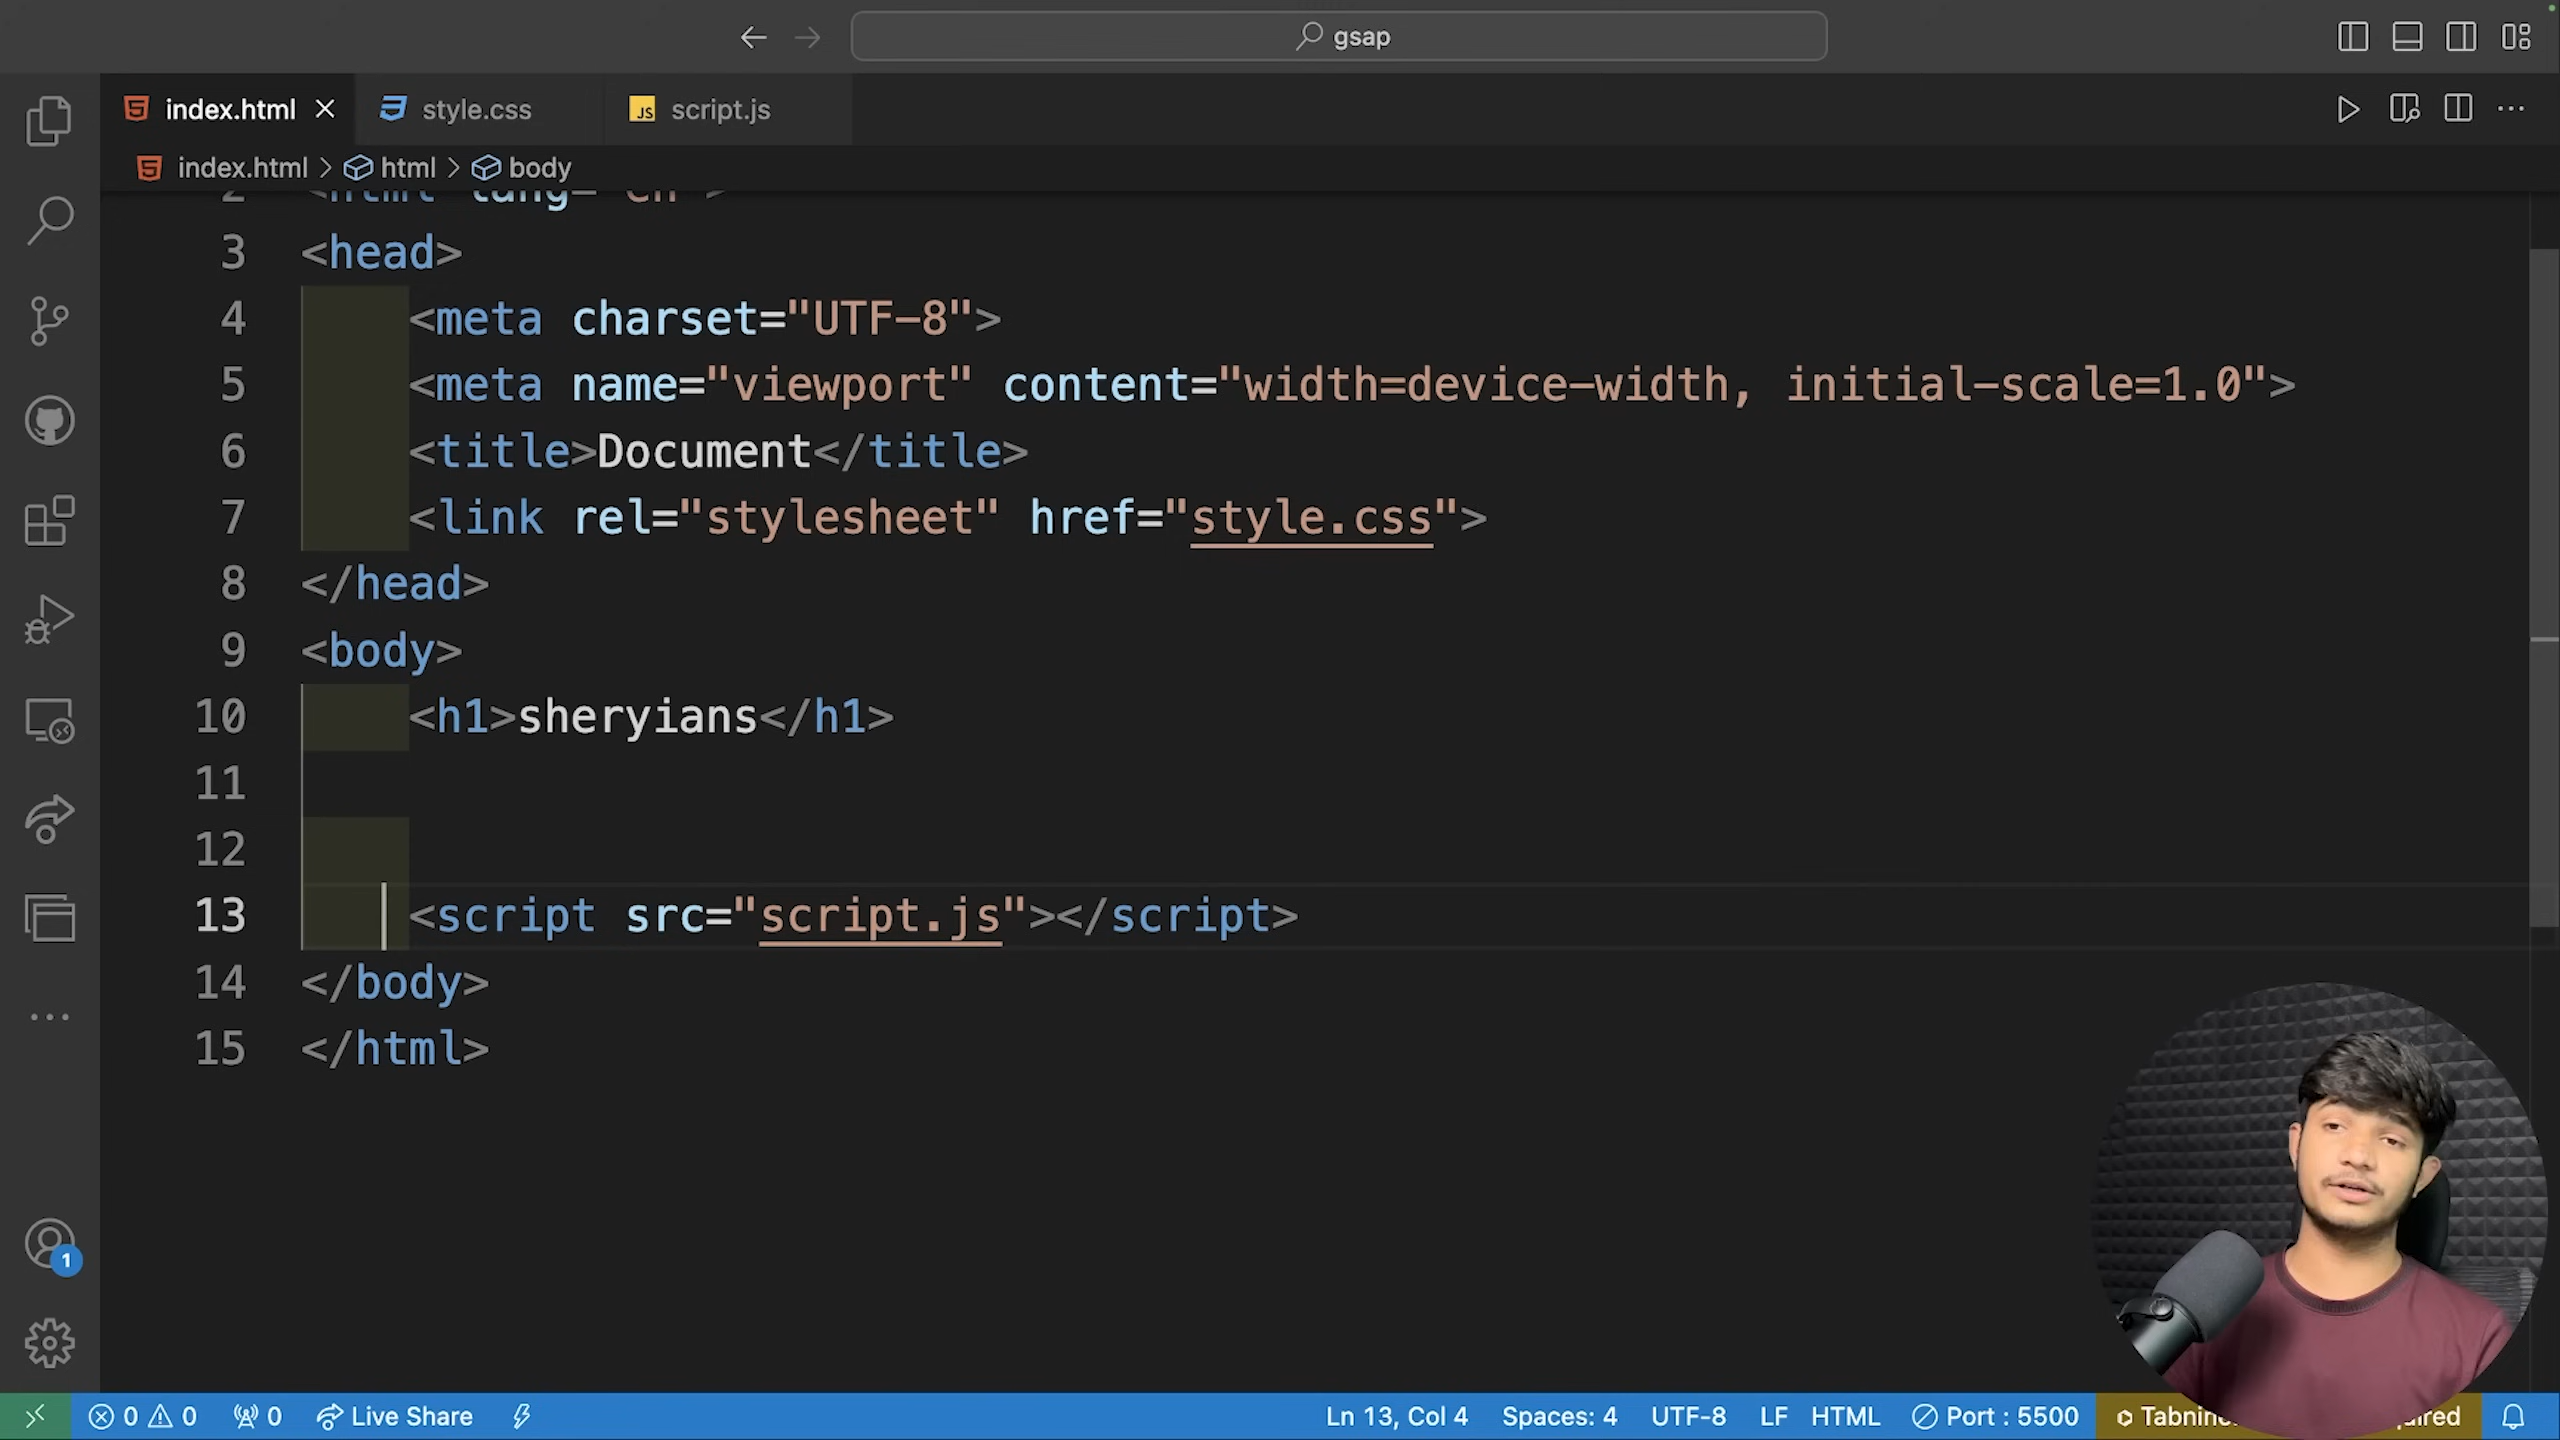 gsap
index.html
style.css
script.js
index.html > html > body
2 <html lang="en">
3 <head>
4 <meta charset="UTF-8">
5 <meta name="viewport" content="width=device-width, initial-scale=1.0">
6 <title>Document</title>
7 <link rel="stylesheet" href="style.css">
8 </head>
9 <body>
10 <h1>sheryians</h1>
11
12
13 <script src="script.js"></script>
14 </body>
15 </html>
1
0 0 0 Live Share Ln 13, Col 4 Spaces: 4 UTF-8 LF HTML Port : 5500